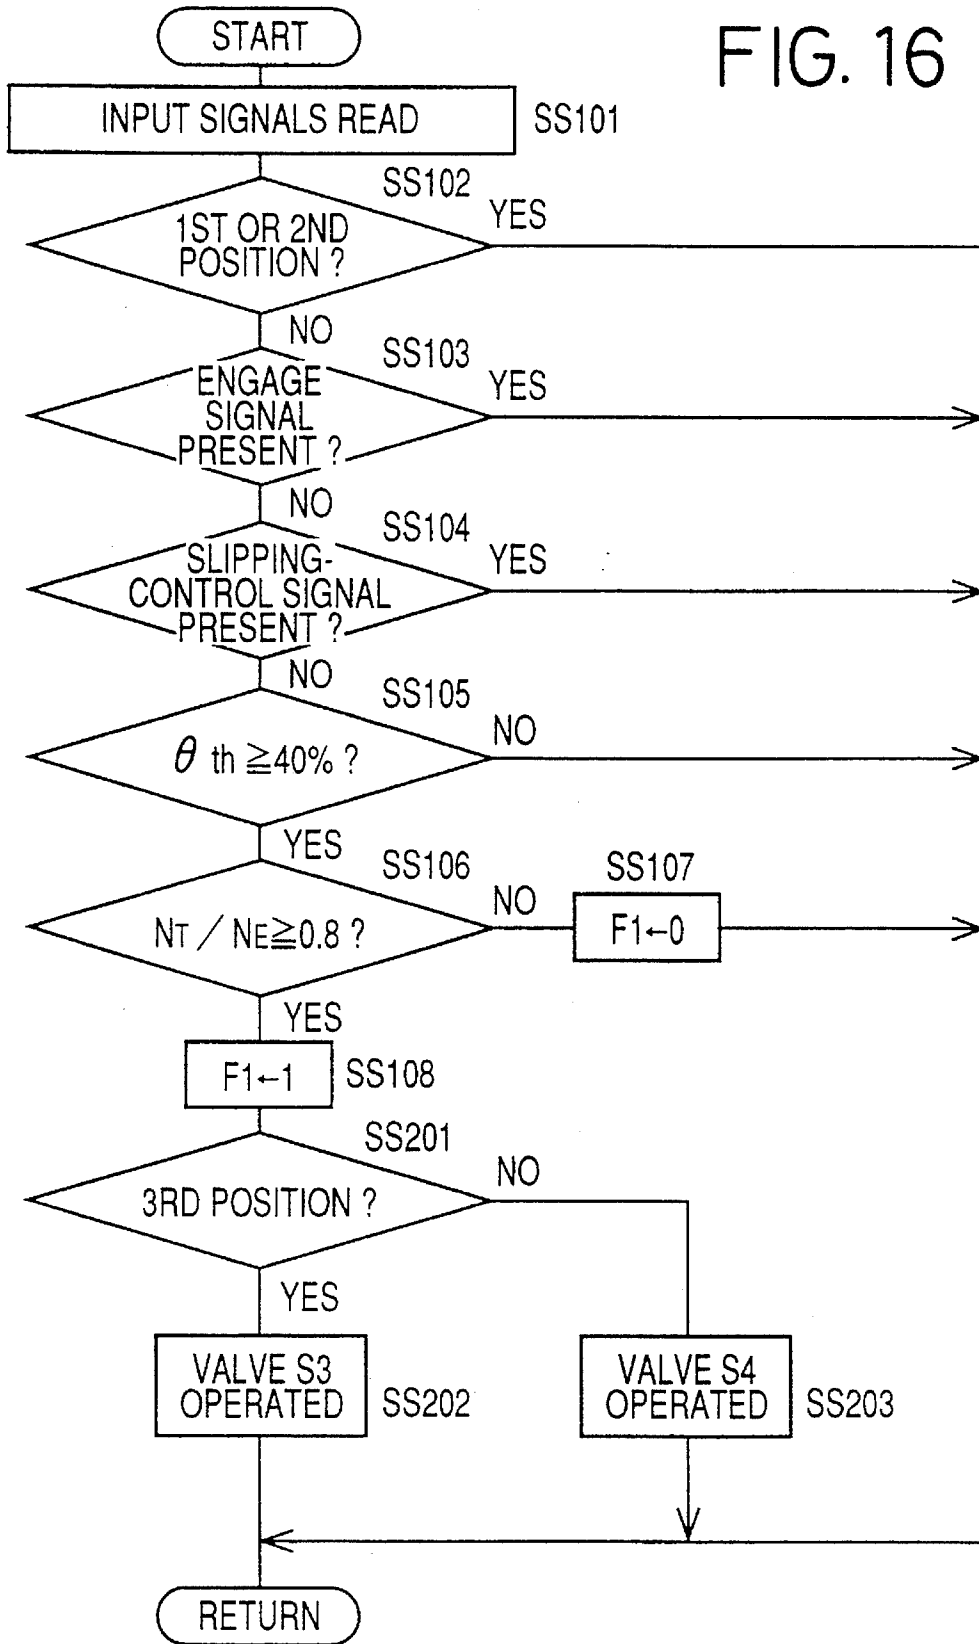 FIG. 16
START
INPUT SIGNALS READ
SS101
SS102
1ST OR 2ND
POSITION ?
YES
NO
SS103
ENGAGE
SIGNAL
PRESENT ?
YES
NO
SS104
SLIPPING-
CONTROL SIGNAL
PRESENT ?
YES
NO
SS105
θ th ≧40% ?
NO
YES
SS106
NT / NE≧0.8 ?
NO
SS107
F1←0
YES
F1←1
SS108
SS201
3RD POSITION ?
NO
YES
VALVE S3
OPERATED
SS202
VALVE S4
OPERATED
SS203
RETURN